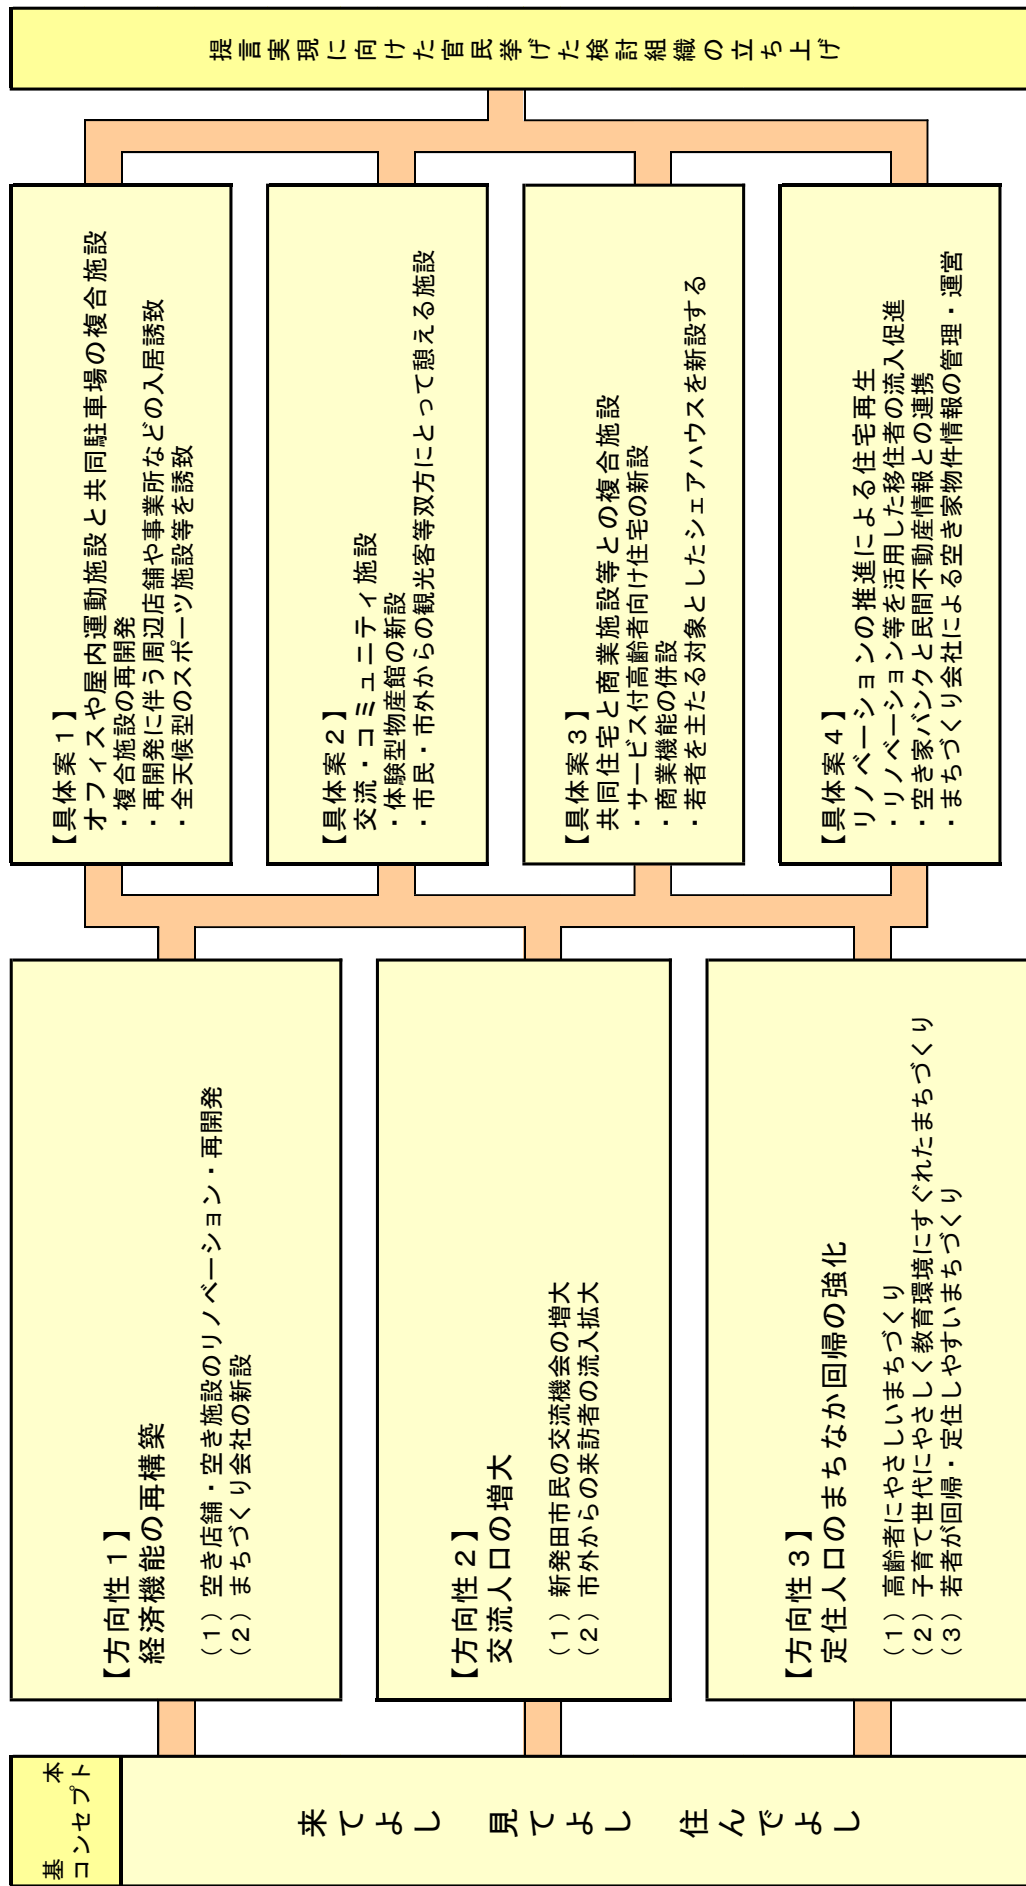 基本
コンセプト
来てよし 見てよし 住んでよし
【方向性１】
経済機能の再構築
（１）空き店舗・空き施設のリノベーション・再開発
（２）まちづくり会社の新設
【方向性２】
交流人口の増大
（１）新発田市民の交流機会の増大
（２）市外からの来訪者の流入拡大
【方向性３】
定住人口のまちなか回帰の強化
（１）高齢者にやさしいまちづくり
（２）子育て世代にやさしく教育環境にすぐれたまちづくり
（３）若者が回帰・定住しやすいまちづくり
【具体案１】
オフィスや屋内運動施設と共同駐車場の複合施設
・複合施設の再開発
・再開発に伴う周辺店舗や事業所などの入居誘致
・全天候型のスポーツ施設等を誘致
【具体案２】
交流・コミュニティ施設
・体験型物産館の新設
・市民・市外からの観光客等双方にとって憩える施設
【具体案３】
共同住宅と商業施設等との複合施設
・サービス付高齢者向け住宅の新設
・商業機能の併設
・若者を主たる対象としたシェアハウスを新設する
【具体案４】
リノベーションの推進による住宅再生
・リノベーション等を活用した移住者の流入促進
・空き家バンクと民間不動産情報との連携
・まちづくり会社による空き家物件情報の管理・運営
提言実現に向けた官民挙げた検討組織の立ち上げ